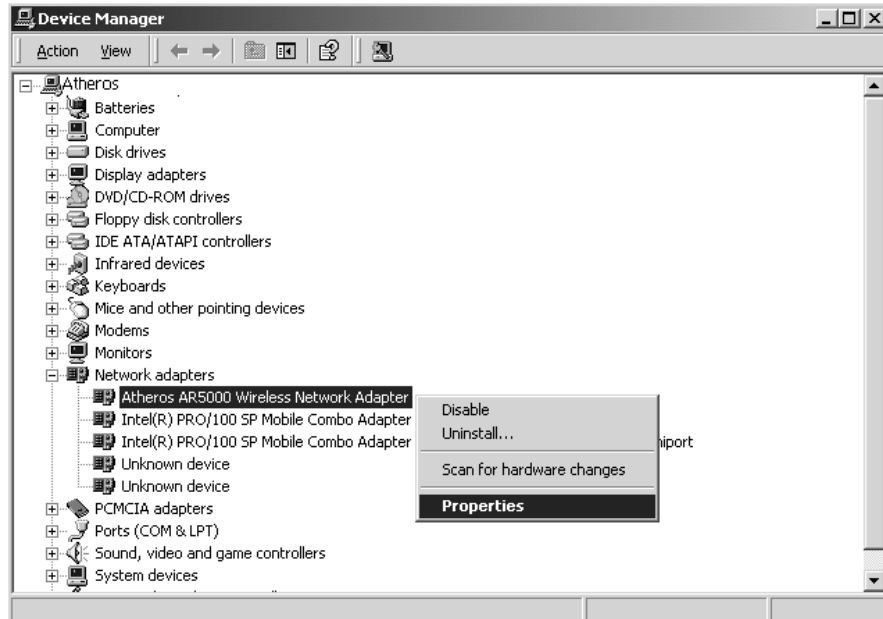 Device Manager
Action View
Atheros
Batteries
Computer
Disk drives
Display adapters
DVD/CD-ROM drives
Floppy disk controllers
IDE ATA/ATAPI controllers
Infrared devices
Keyboards
Mice and other pointing devices
Modems
Monitors
Network adapters
Atheros AR5000 Wireless Network Adapter
Intel(R) PRO/100 SP Mobile Combo Adapter
Intel(R) PRO/100 SP Mobile Combo Adapter
Unknown device
Unknown device
PCMCIA adapters
Ports (COM & LPT)
Sound, video and game controllers
System devices
Disable
Uninstall...
Scan for hardware changes
Properties